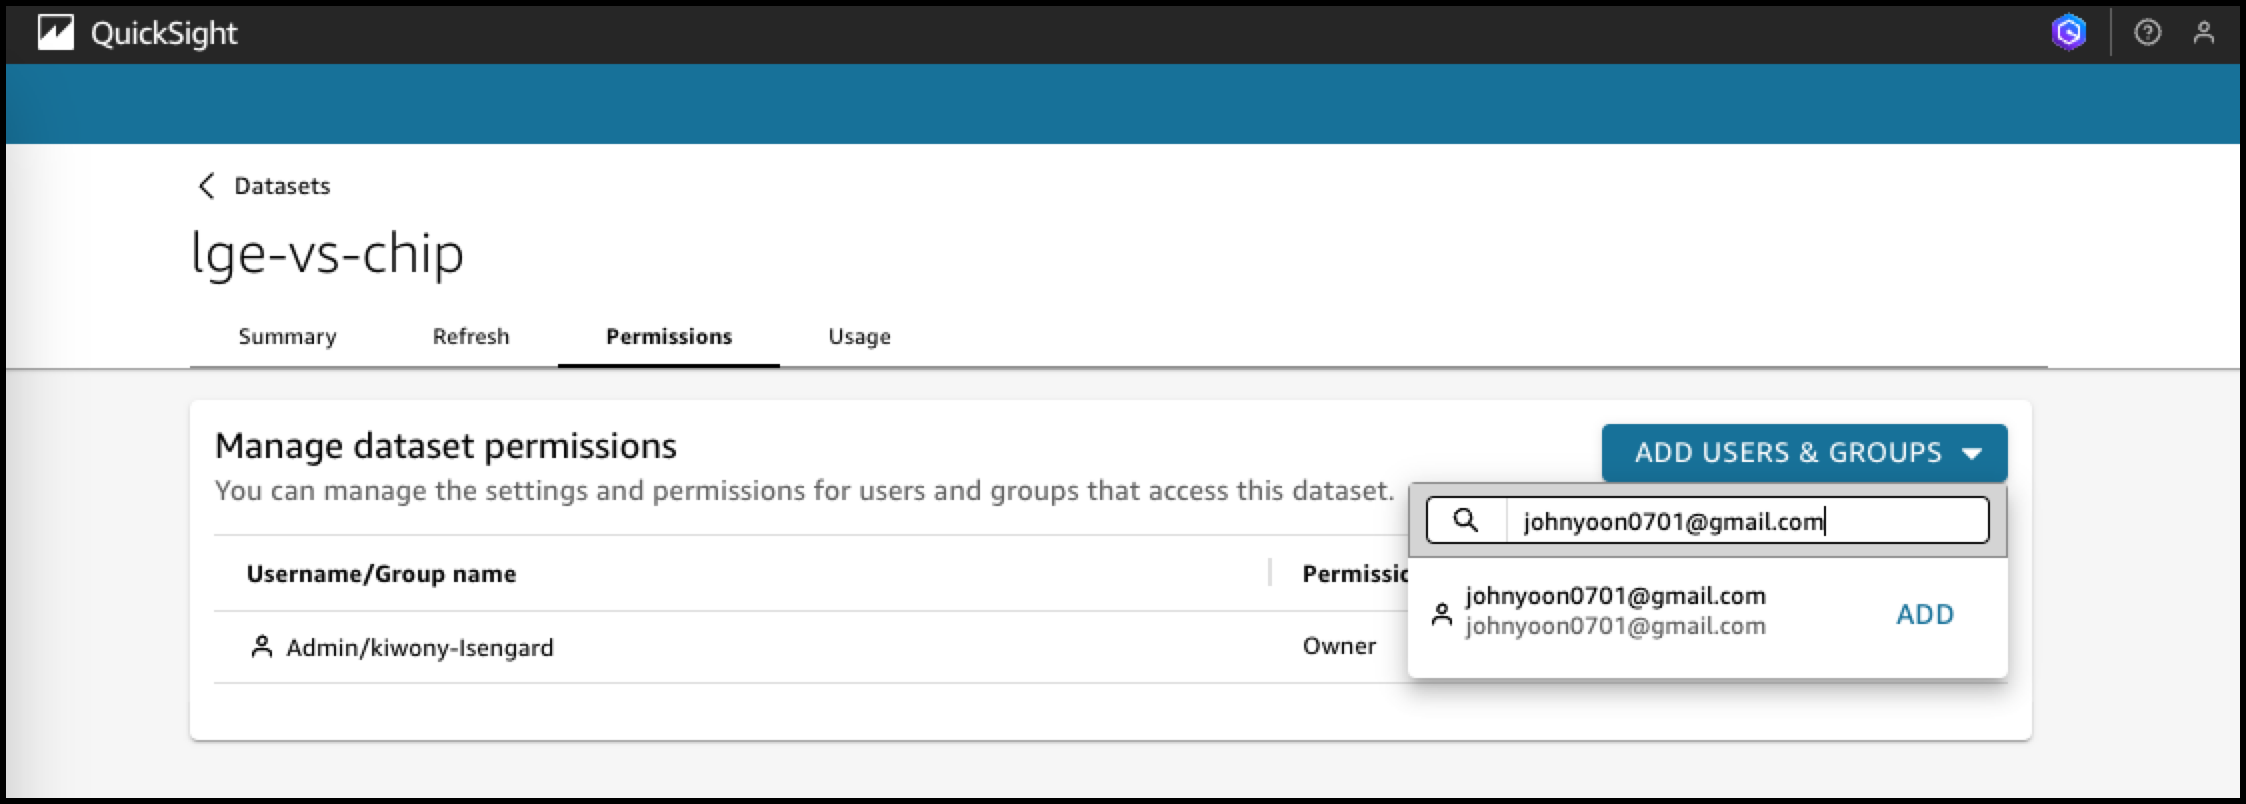 QuickSight
Datasets
lge-vs-chip
Summary Refresh Permissions Usage
Manage dataset permissions
ADD USERS & GROUPS
You can manage the settings and permissions for users and groups that access this dataset.
johnyoon0701@gmail.com
Username/Group name Permissic
johnyoon0701@gmail.com
johnyoon0701@gmail.com
ADD
Admin/kiwony-Isengard Owner